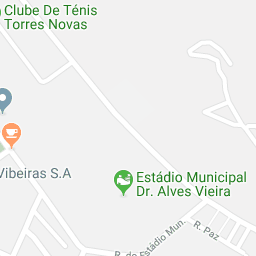 Clube De Ténis
Torres Novas
Vibeiras S.A
Estádio Municipal
Dr. Alves Vieira
R. Paz
R. do Estádio Mun.